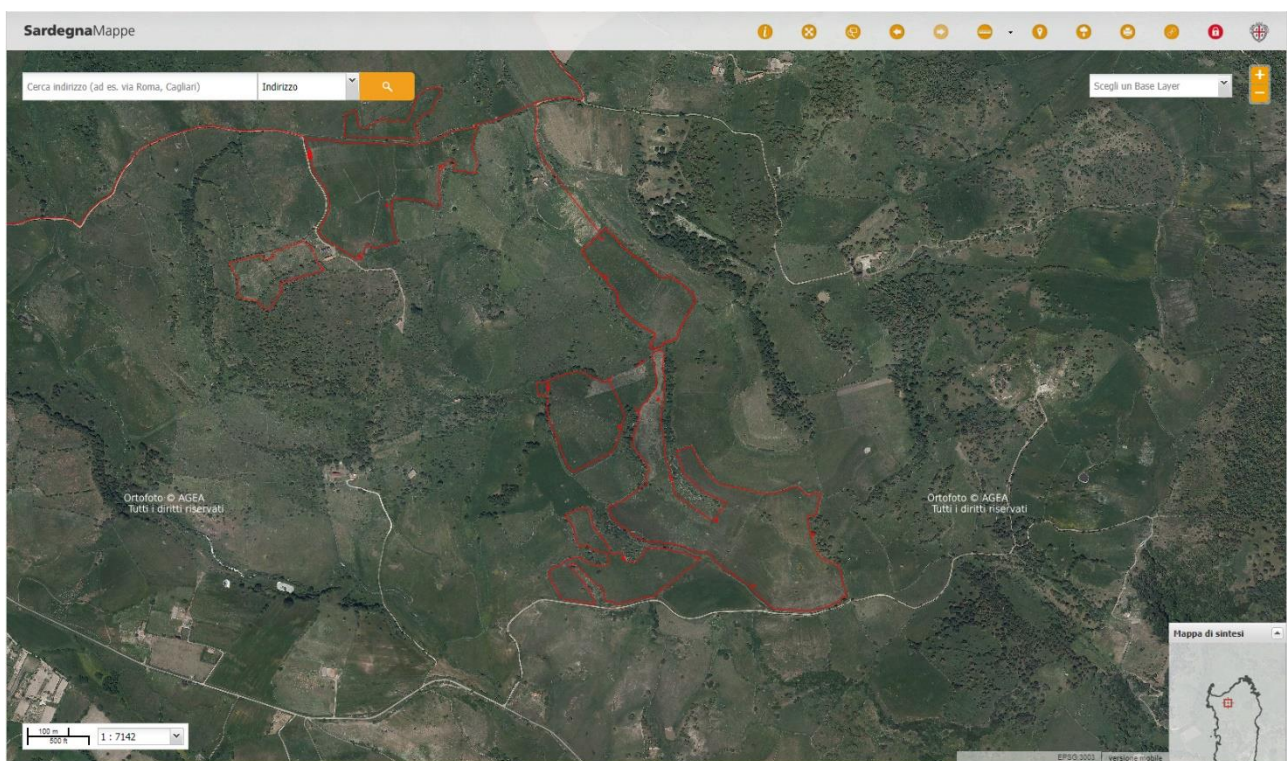 SardegnaMappe
Cerca indirizzo (ad es. via Roma, Cagliari)
Indirizzo
Scegli un Base Layer
+
−
Ortofoto © AGEA
Tutti i diritti riservati
Ortofoto © AGEA
Tutti i diritti riservati
Mappa di sintesi
100 m
500 ft
1 : 7142
EPSG:3003
versione mobile